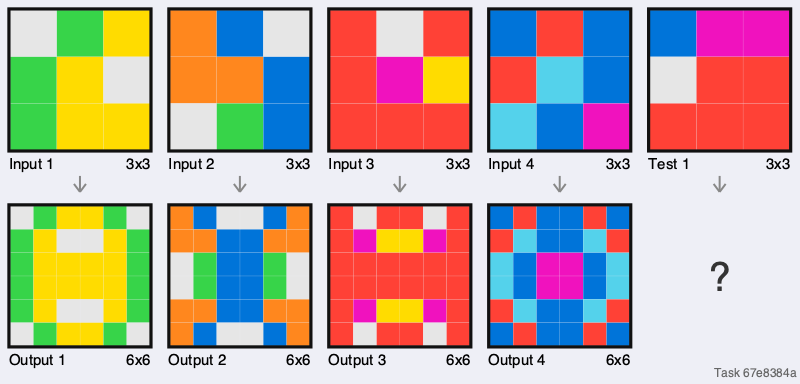 Input 1 3x3 Input 2 3x3 Input 3 3x3 Input 4 3x3 Test 1 3x3
?
Output 1 6x6 Output 2 6x6 Output 3 6x6 Output 4 6x6
Task 67e8384a